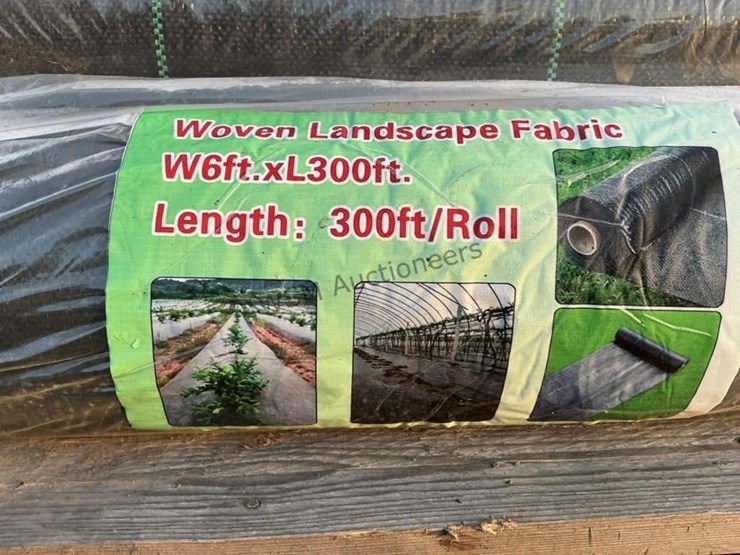 Woven Landscape Fabric
W6ft.xL300ft.
Length: 300ft/Roll
Auctioneers